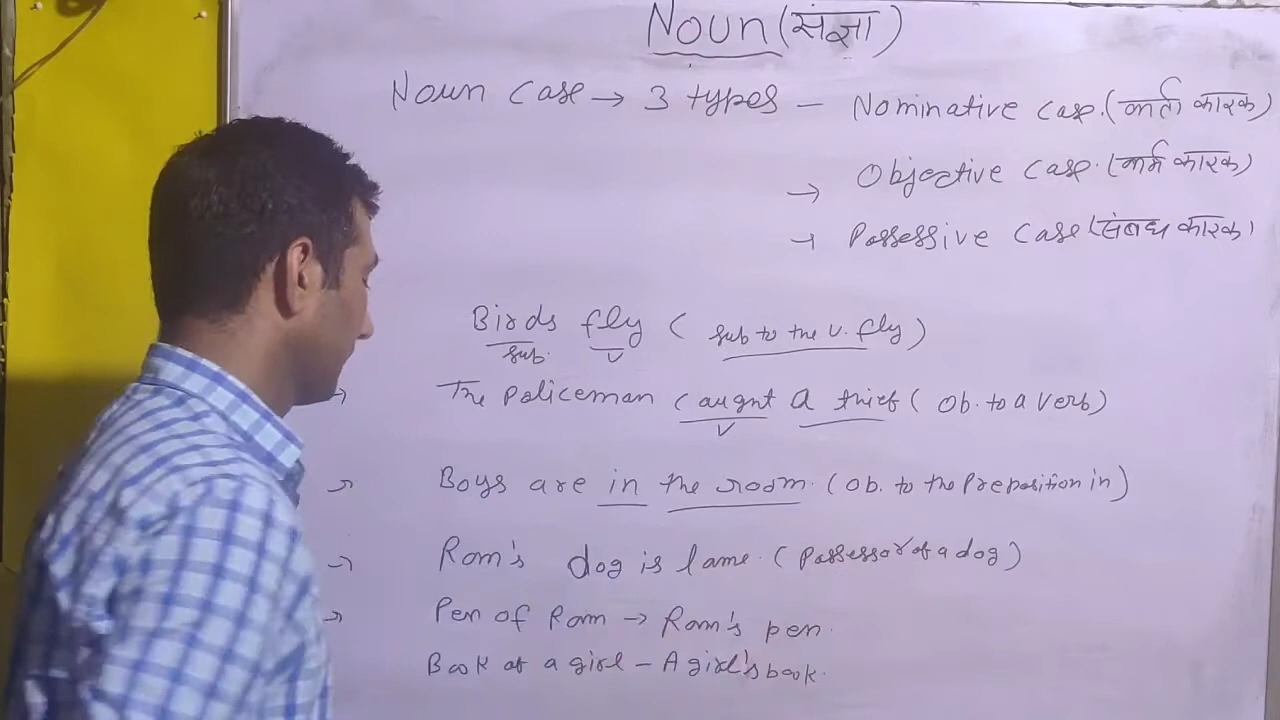 Noun (संज्ञा)
Noun Case → 3 types – Nominative Case. (कर्ता कारक)
→ Objective Case. (कर्म कारक)
→ Possessive Case (संबंध कारक)
Birds fly ( sub to the v. fly )
sub. v
→ The Policeman Caught a thief ( ob. to a verb)
v
→ Boys are in the room. ( ob. to the Preposition in )
→ Ram's dog is lame. ( possessor of a dog )
→ Pen of Ram → Ram's pen.
Book of a girl – A girl's book.